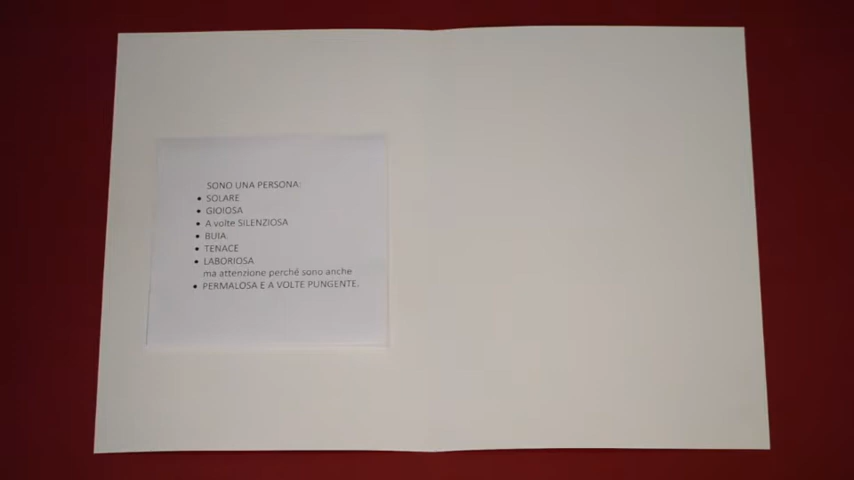 SONO UNA PERSONA:
• SOLARE
• GIOIOSA
• A volte SILENZIOSA
• BUIA.
• TENACE
• LABORIOSA
ma attenzione perché sono anche
• PERMALOSA E A VOLTE PUNGENTE.